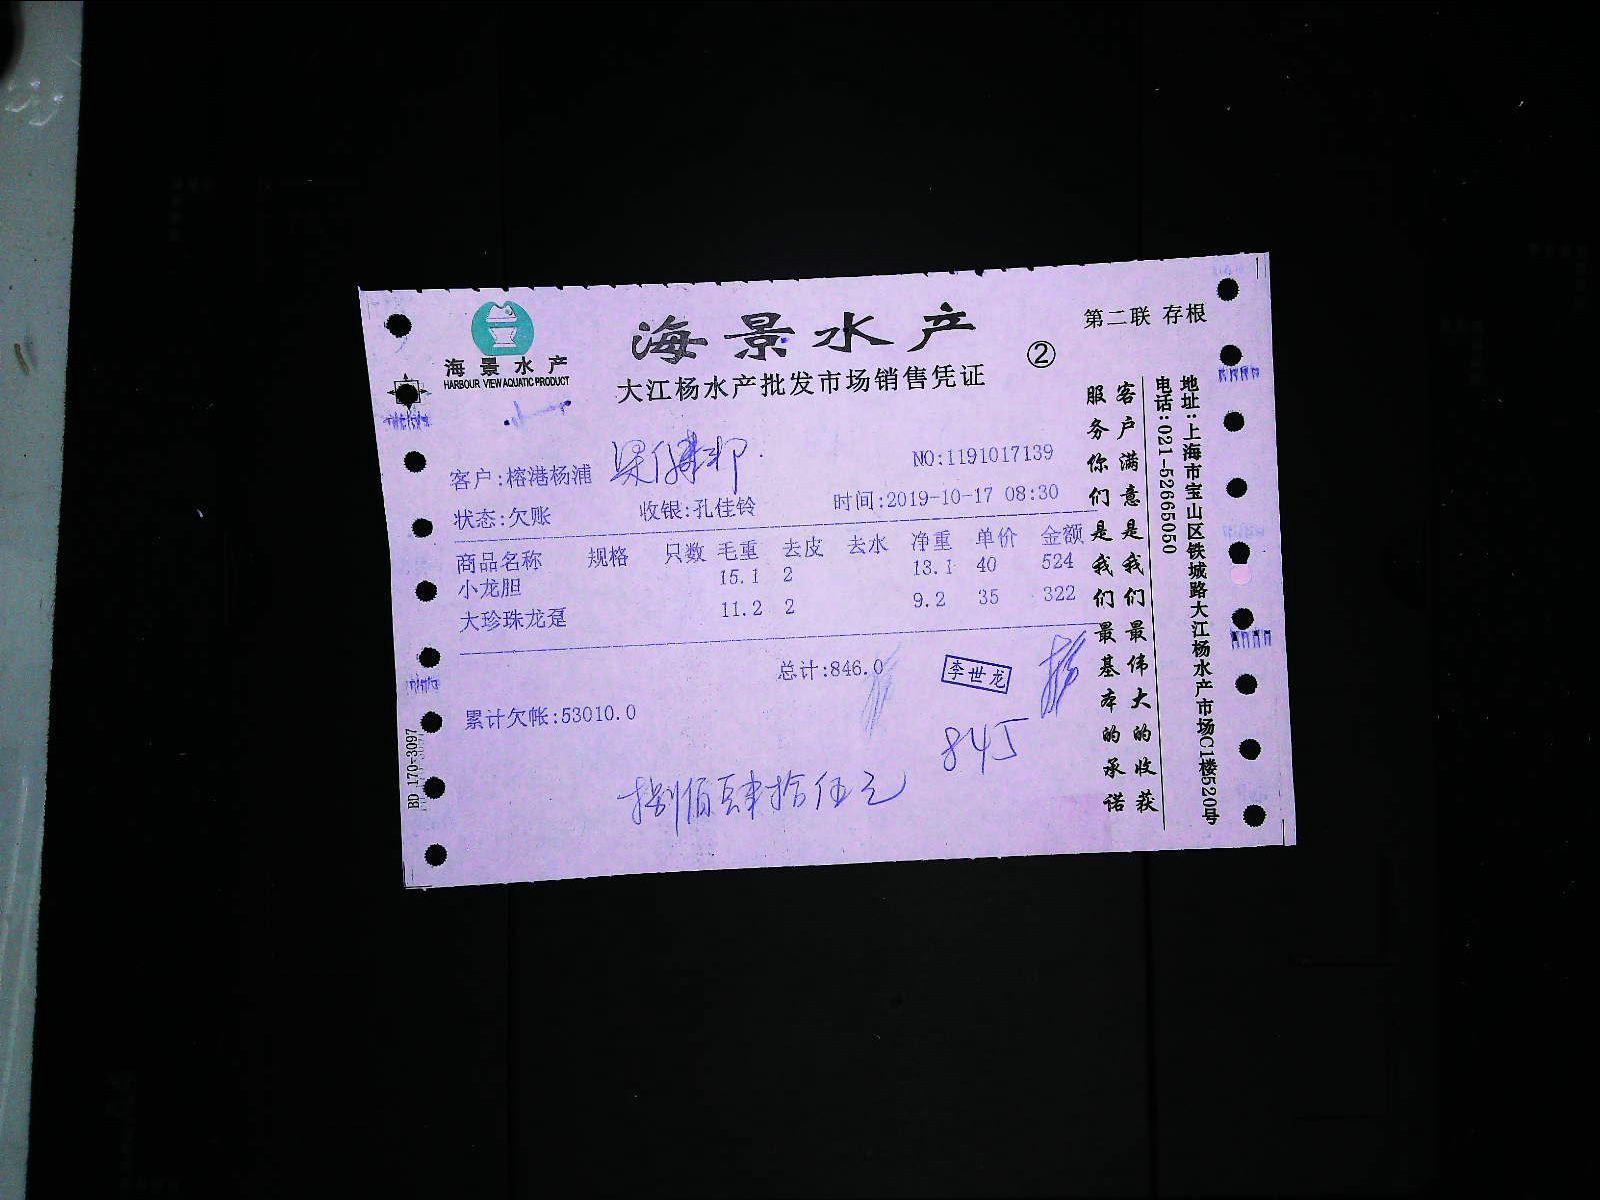 海景水产
HARBOUR VIEW AQUATIC PRODUCT
海景水产
大江杨水产批发市场销售凭证
②
第二联 存根
客户:榕港杨浦
NO:1191017139
状态:欠账 收银:孔佳铃 时间:2019-10-17 08:30
商品名称 规格 只数 毛重 去皮 去水 净重 单价 金额
小龙胆 15.1 2 13.1 40 524
大珍珠龙趸 11.2 2 9.2 35 322
总计:846.0
李世龙
累计欠帐:53010.0
845
捌佰肆拾伍元
客户满意是我们最伟大的收获
服务你们是我们最基本的承诺
地址:上海市宝山区铁城路大江杨水产市场C1楼520号
电话:021-52665050
BD 170-3097